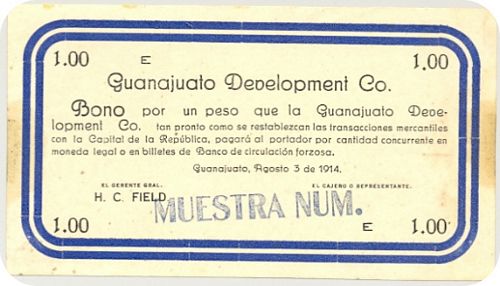 1.00 E 1.00
Guanajuato Development Co.
Bono por un peso que la Guanajuato Deve-
lopment Co. tan pronto como se restablezcan las transacciones mercantiles
con la Capital de la República, pagará al portador por cantidad concurrente en
moneda legal o en billetes de Banco de circulación forzosa.
Guanajuato, Agosto 3 de 1914.
EL GERENTE GRAL. EL CAJERO O REPRESENTANTE.
H. C. FIELD
MUESTRA NUM.
1.00 E 1.00